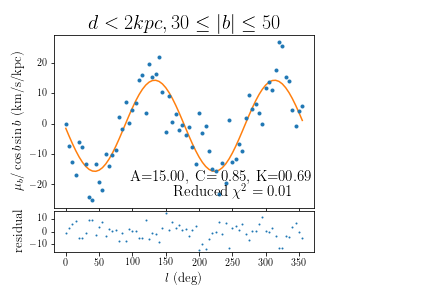 d < 2kpc, 30 ≤ |b| ≤ 50
μ_b / cos b sin b (km/s/kpc)
20
10
0
−10
−20
A=15.00, C= 0.85, K=00.69
Reduced χ² = 0.01
residual
10
0
−10
0 50 100 150 200 250 300 350
l (deg)